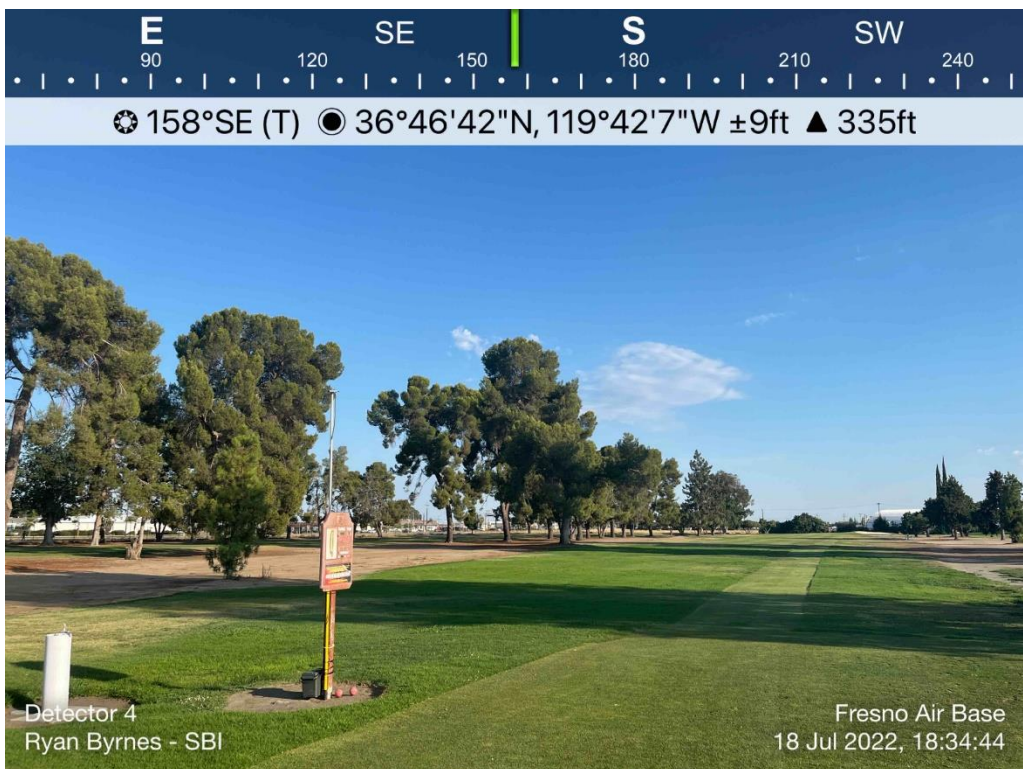 E SE S SW
90 120 150 180 210 240
158°SE (T) 36°46'42"N, 119°42'7"W ±9ft ▲ 335ft
Detector 4
Ryan Byrnes - SBI
Fresno Air Base
18 Jul 2022, 18:34:44